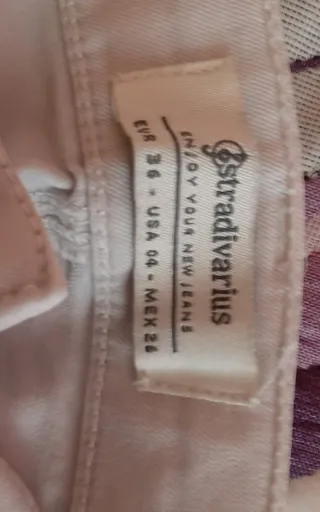 stradivarius
ENJOY YOUR NEW JEANS
EUR 36 - USA 04 - MEX 26